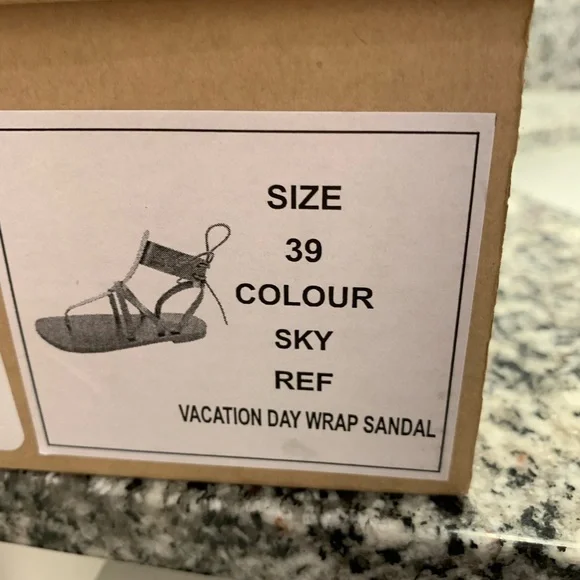 SIZE
39
COLOUR
SKY
REF
VACATION DAY WRAP SANDAL